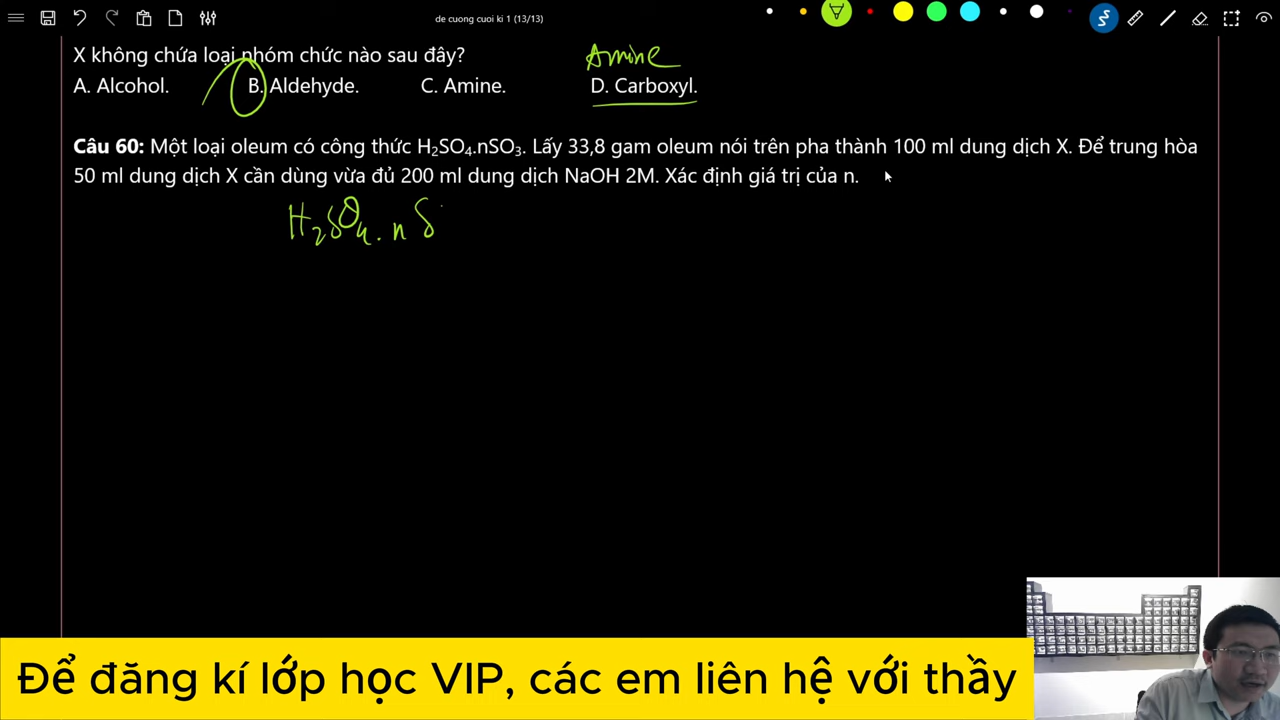 de cuong cuoi ki 1 (13/13)
X không chứa loại nhóm chức nào sau đây?
Amine
A. Alcohol. B. Aldehyde. C. Amine. D. Carboxyl.
Câu 60: Một loại oleum có công thức H₂SO₄.nSO₃. Lấy 33,8 gam oleum nói trên pha thành 100 ml dung dịch X. Để trung hòa
50 ml dung dịch X cần dùng vừa đủ 200 ml dung dịch NaOH 2M. Xác định giá trị của n.
H₂SO₄.nS
Để đăng kí lớp học VIP, các em liên hệ với thầy